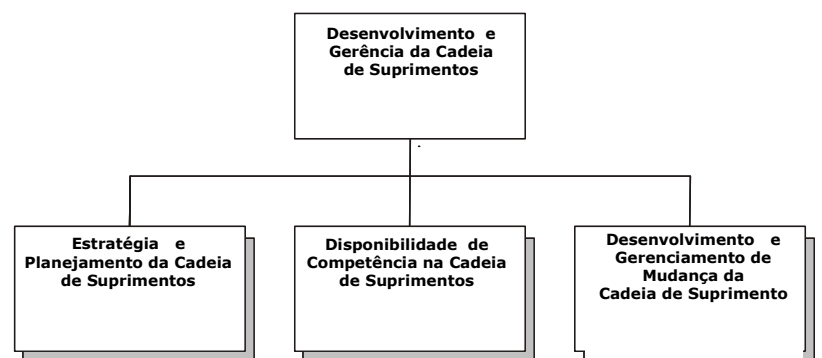 Desenvolvimento e
Gerência da Cadeia
de Suprimentos
Estratégia e
Planejamento da Cadeia
de Suprimentos
Disponibilidade de
Competência na Cadeia
de Suprimentos
Desenvolvimento e
Gerenciamento de
Mudança da
Cadeia de Suprimento